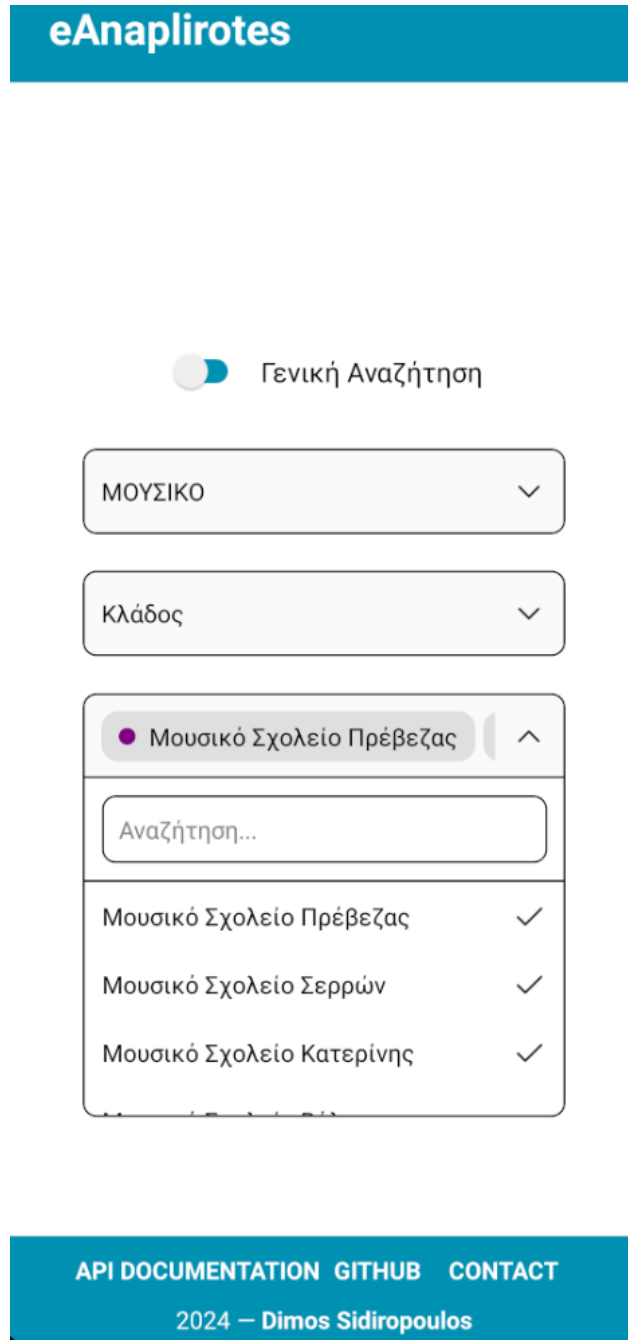 eAnaplirotes
Γενική Αναζήτηση
ΜΟΥΣΙΚΟ
Κλάδος
Μουσικό Σχολείο Πρέβεζας
Αναζήτηση...
Μουσικό Σχολείο Πρέβεζας
Μουσικό Σχολείο Σερρών
Μουσικό Σχολείο Κατερίνης
API DOCUMENTATION GITHUB CONTACT
2024 — Dimos Sidiropoulos